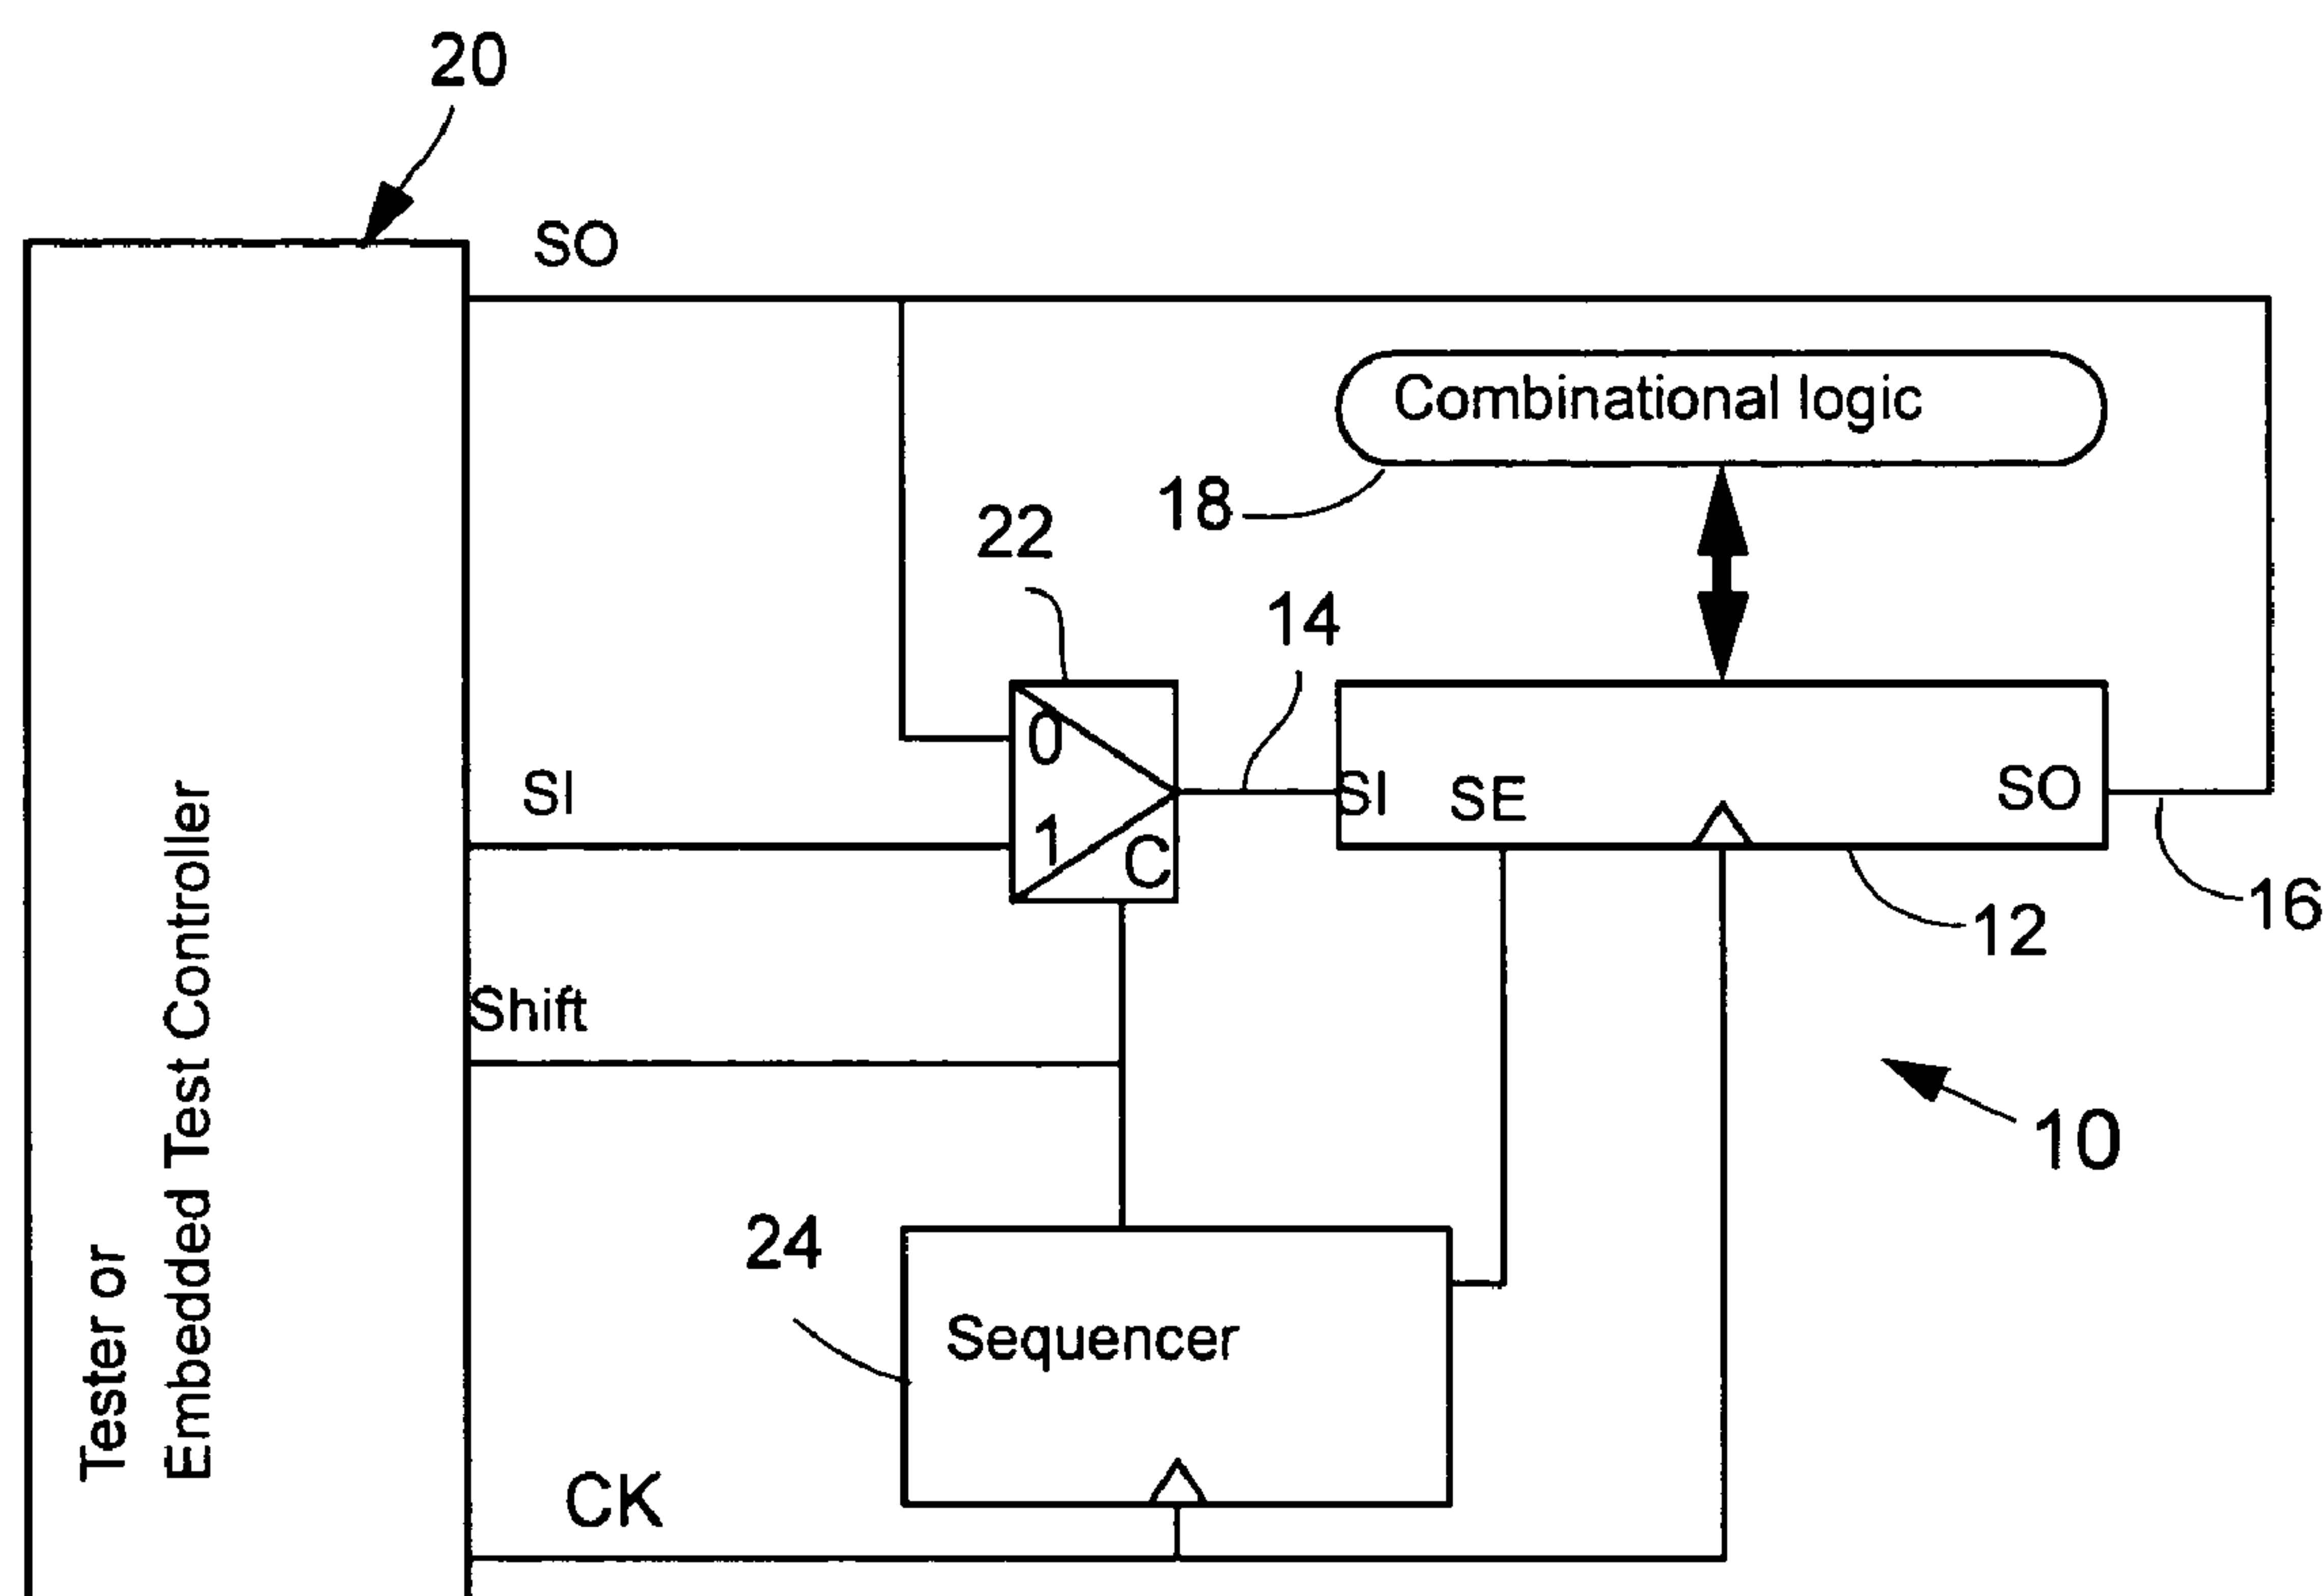 20
SO
Combinational logic
18
22
14
0
SI
SI
SE
SO
1
C
16
12
Shift
10
24
Sequencer
Tester or
Embedded Test Controller
CK